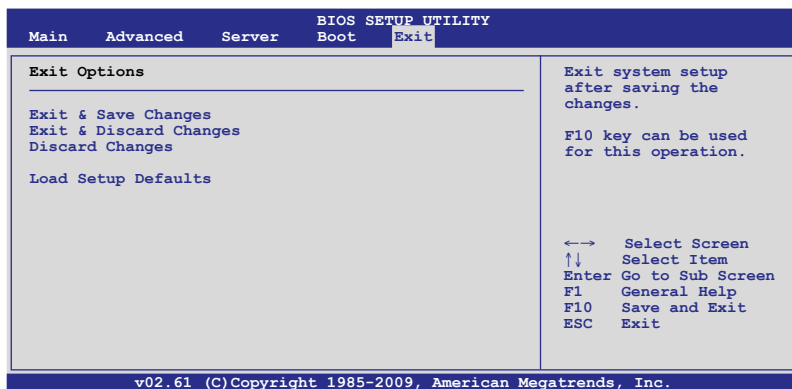 BIOS SETUP UTILITY
Main Advanced Server Boot Exit
Exit Options
Exit & Save Changes
Exit & Discard Changes
Discard Changes
Load Setup Defaults
Exit system setup
after saving the
changes.
F10 key can be used
for this operation.
←→ Select Screen
↑↓ Select Item
Enter Go to Sub Screen
F1 General Help
F10 Save and Exit
ESC Exit
v02.61 (C)Copyright 1985-2009, American Megatrends, Inc.